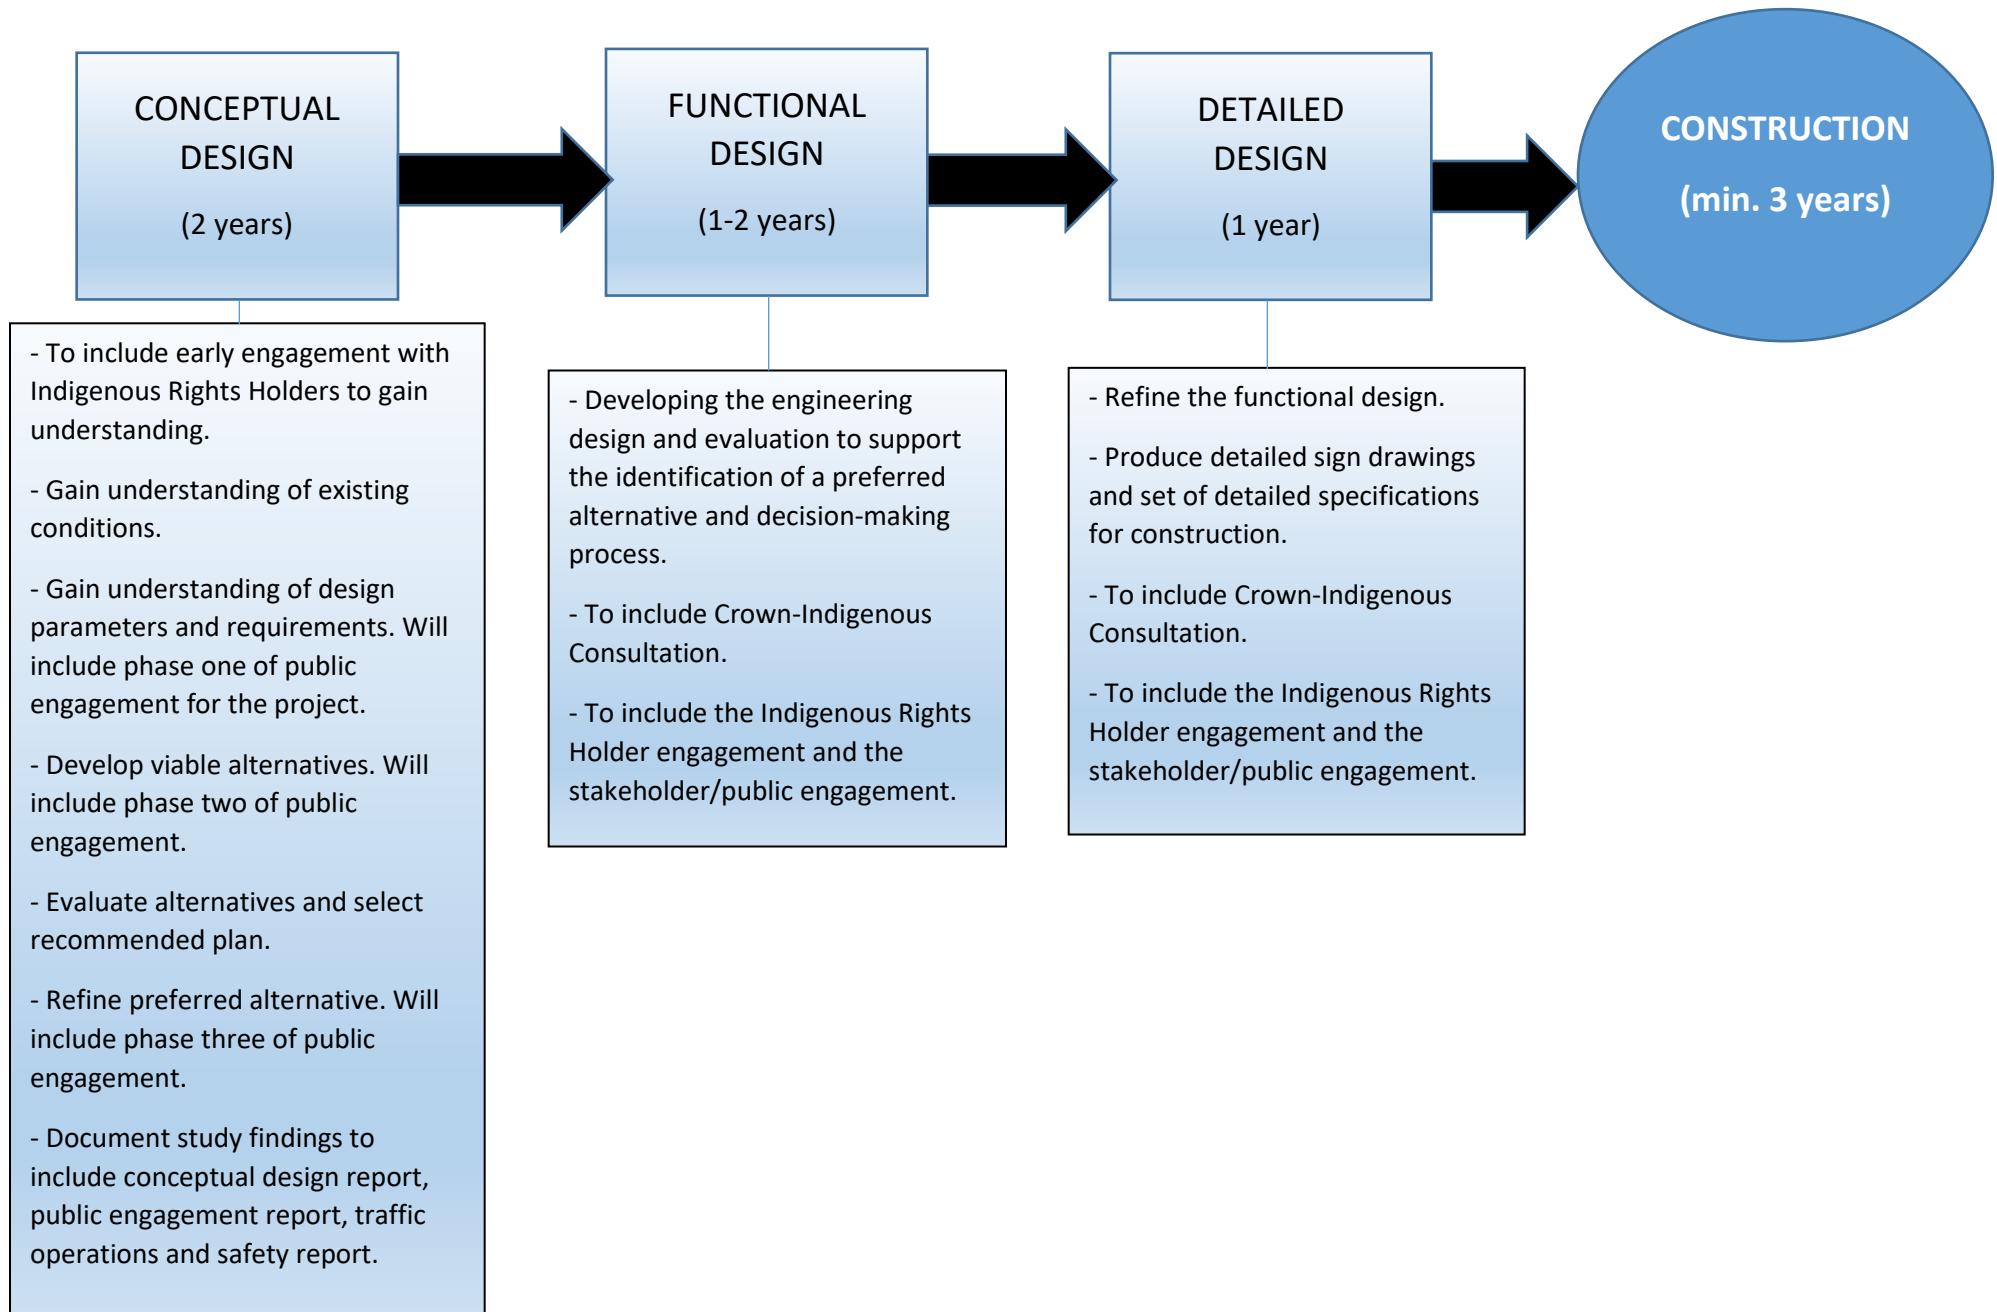 CONCEPTUAL
DESIGN
(2 years)
FUNCTIONAL
DESIGN
(1-2 years)
DETAILED
DESIGN
(1 year)
CONSTRUCTION
(min. 3 years)
- To include early engagement with
Indigenous Rights Holders to gain
understanding.
- Gain understanding of existing
conditions.
- Gain understanding of design
parameters and requirements. Will
include phase one of public
engagement for the project.
- Develop viable alternatives. Will
include phase two of public
engagement.
- Evaluate alternatives and select
recommended plan.
- Refine preferred alternative. Will
include phase three of public
engagement.
- Document study findings to
include conceptual design report,
public engagement report, traffic
operations and safety report.
- Developing the engineering
design and evaluation to support
the identification of a preferred
alternative and decision-making
process.
- To include Crown-Indigenous
Consultation.
- To include the Indigenous Rights
Holder engagement and the
stakeholder/public engagement.
- Refine the functional design.
- Produce detailed sign drawings
and set of detailed specifications
for construction.
- To include Crown-Indigenous
Consultation.
- To include the Indigenous Rights
Holder engagement and the
stakeholder/public engagement.